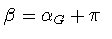 β = α_G + π